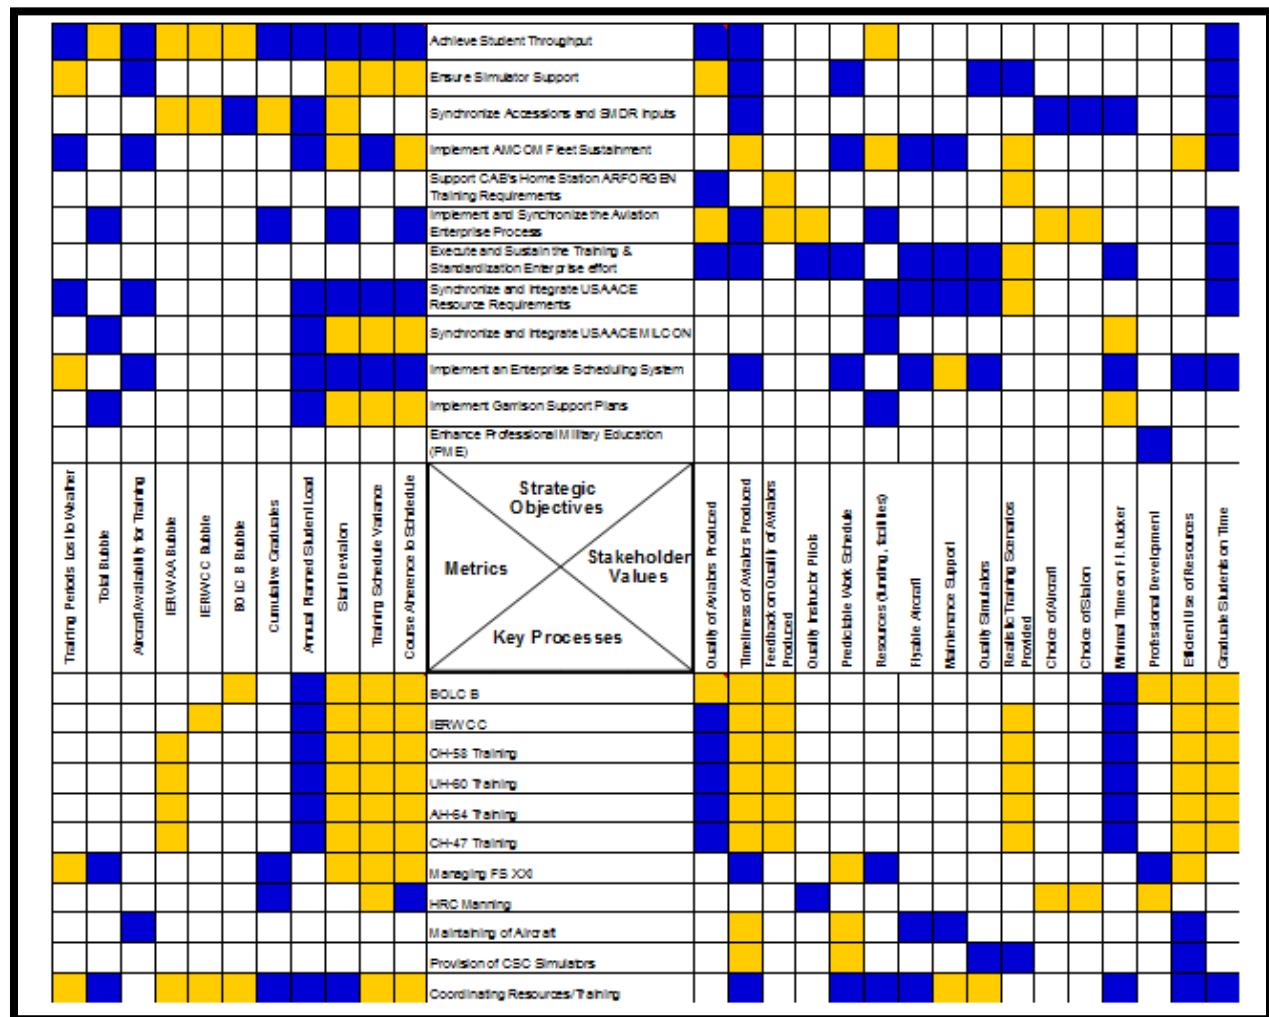 Achieve Student Throughput
Ensure Simulator Support
Synchronize Accessions and SMDR Inputs
Implement AMCOM Fleet Sustainment
Support CAB's Home Station ARFORGEN
Training Requirements
Implement and Synchronize the Aviation
Enterprise Process
Execute and Sustain the Training &
Standardization Enterprise effort
Synchronize and Integrate USAACE
Resource Requirements
Synchronize and Integrate USAACE MILCON
Implement an Enterprise Scheduling System
Implement Garrison Support Plans
Enhance Professional Military Education
(PME)
Training Periods Lost to Weather
Total Bubble
Aircraft Availability for Training
IERW AA Bubble
IERW CC Bubble
BOLC B Bubble
Cumulative Graduates
Annual Planned Student Load
Start Deviation
Training Schedule Variance
Course Aherence to Schdedule
Strategic
Objectives
Metrics
Stakeholder
Values
Key Processes
Quality of Aviators Produced
Timeliness of Aviators Produced
Feedback on Quality of Aviators
Produced
Quality Instructor Pilots
Predictable Work Schedule
Resources (funding, facilities)
Flyable Aircraft
Maintenance Support
Quality Simulators
Realistic Training Scenarios
Provided
Choice of Aircraft
Choice of Station
Minimal Time on Ft. Rucker
Professional Development
Efficient Use of Resources
Graduate Students on Time
BOLC B
IERW CC
OH-58 Training
UH-60 Training
AH-64 Training
CH-47 Training
Managing FS XXI
HRC Manning
Maintaining of Aircraft
Provision of CSC Simulators
Coordinating Resources/Training